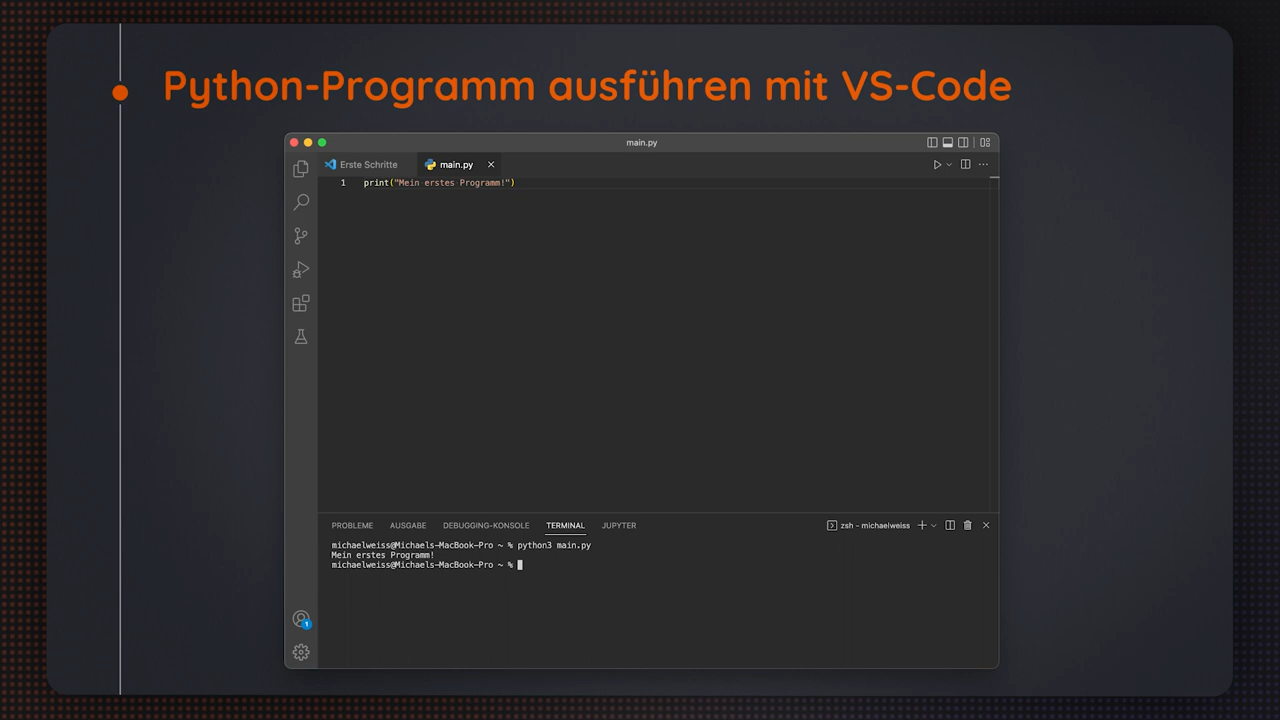 Python-Programm ausführen mit VS-Code
main.py
Erste Schritte
main.py
1 print("Mein erstes Programm!")
PROBLEME AUSGABE DEBUGGING-KONSOLE TERMINAL JUPYTER
zsh - michaelweiss
michaelweiss@Michaels-MacBook-Pro ~ % python3 main.py
Mein erstes Programm!
michaelweiss@Michaels-MacBook-Pro ~ %
1